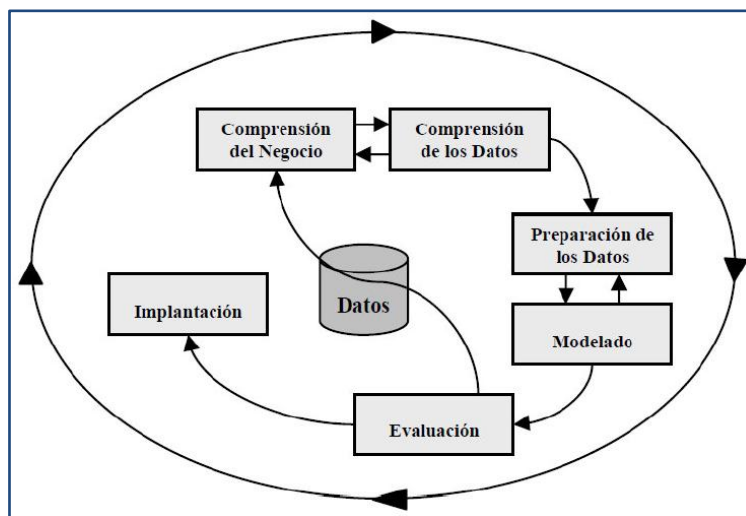 Comprensión
del Negocio
Comprensión
de los Datos
Preparación de
los Datos
Datos
Implantación
Modelado
Evaluación